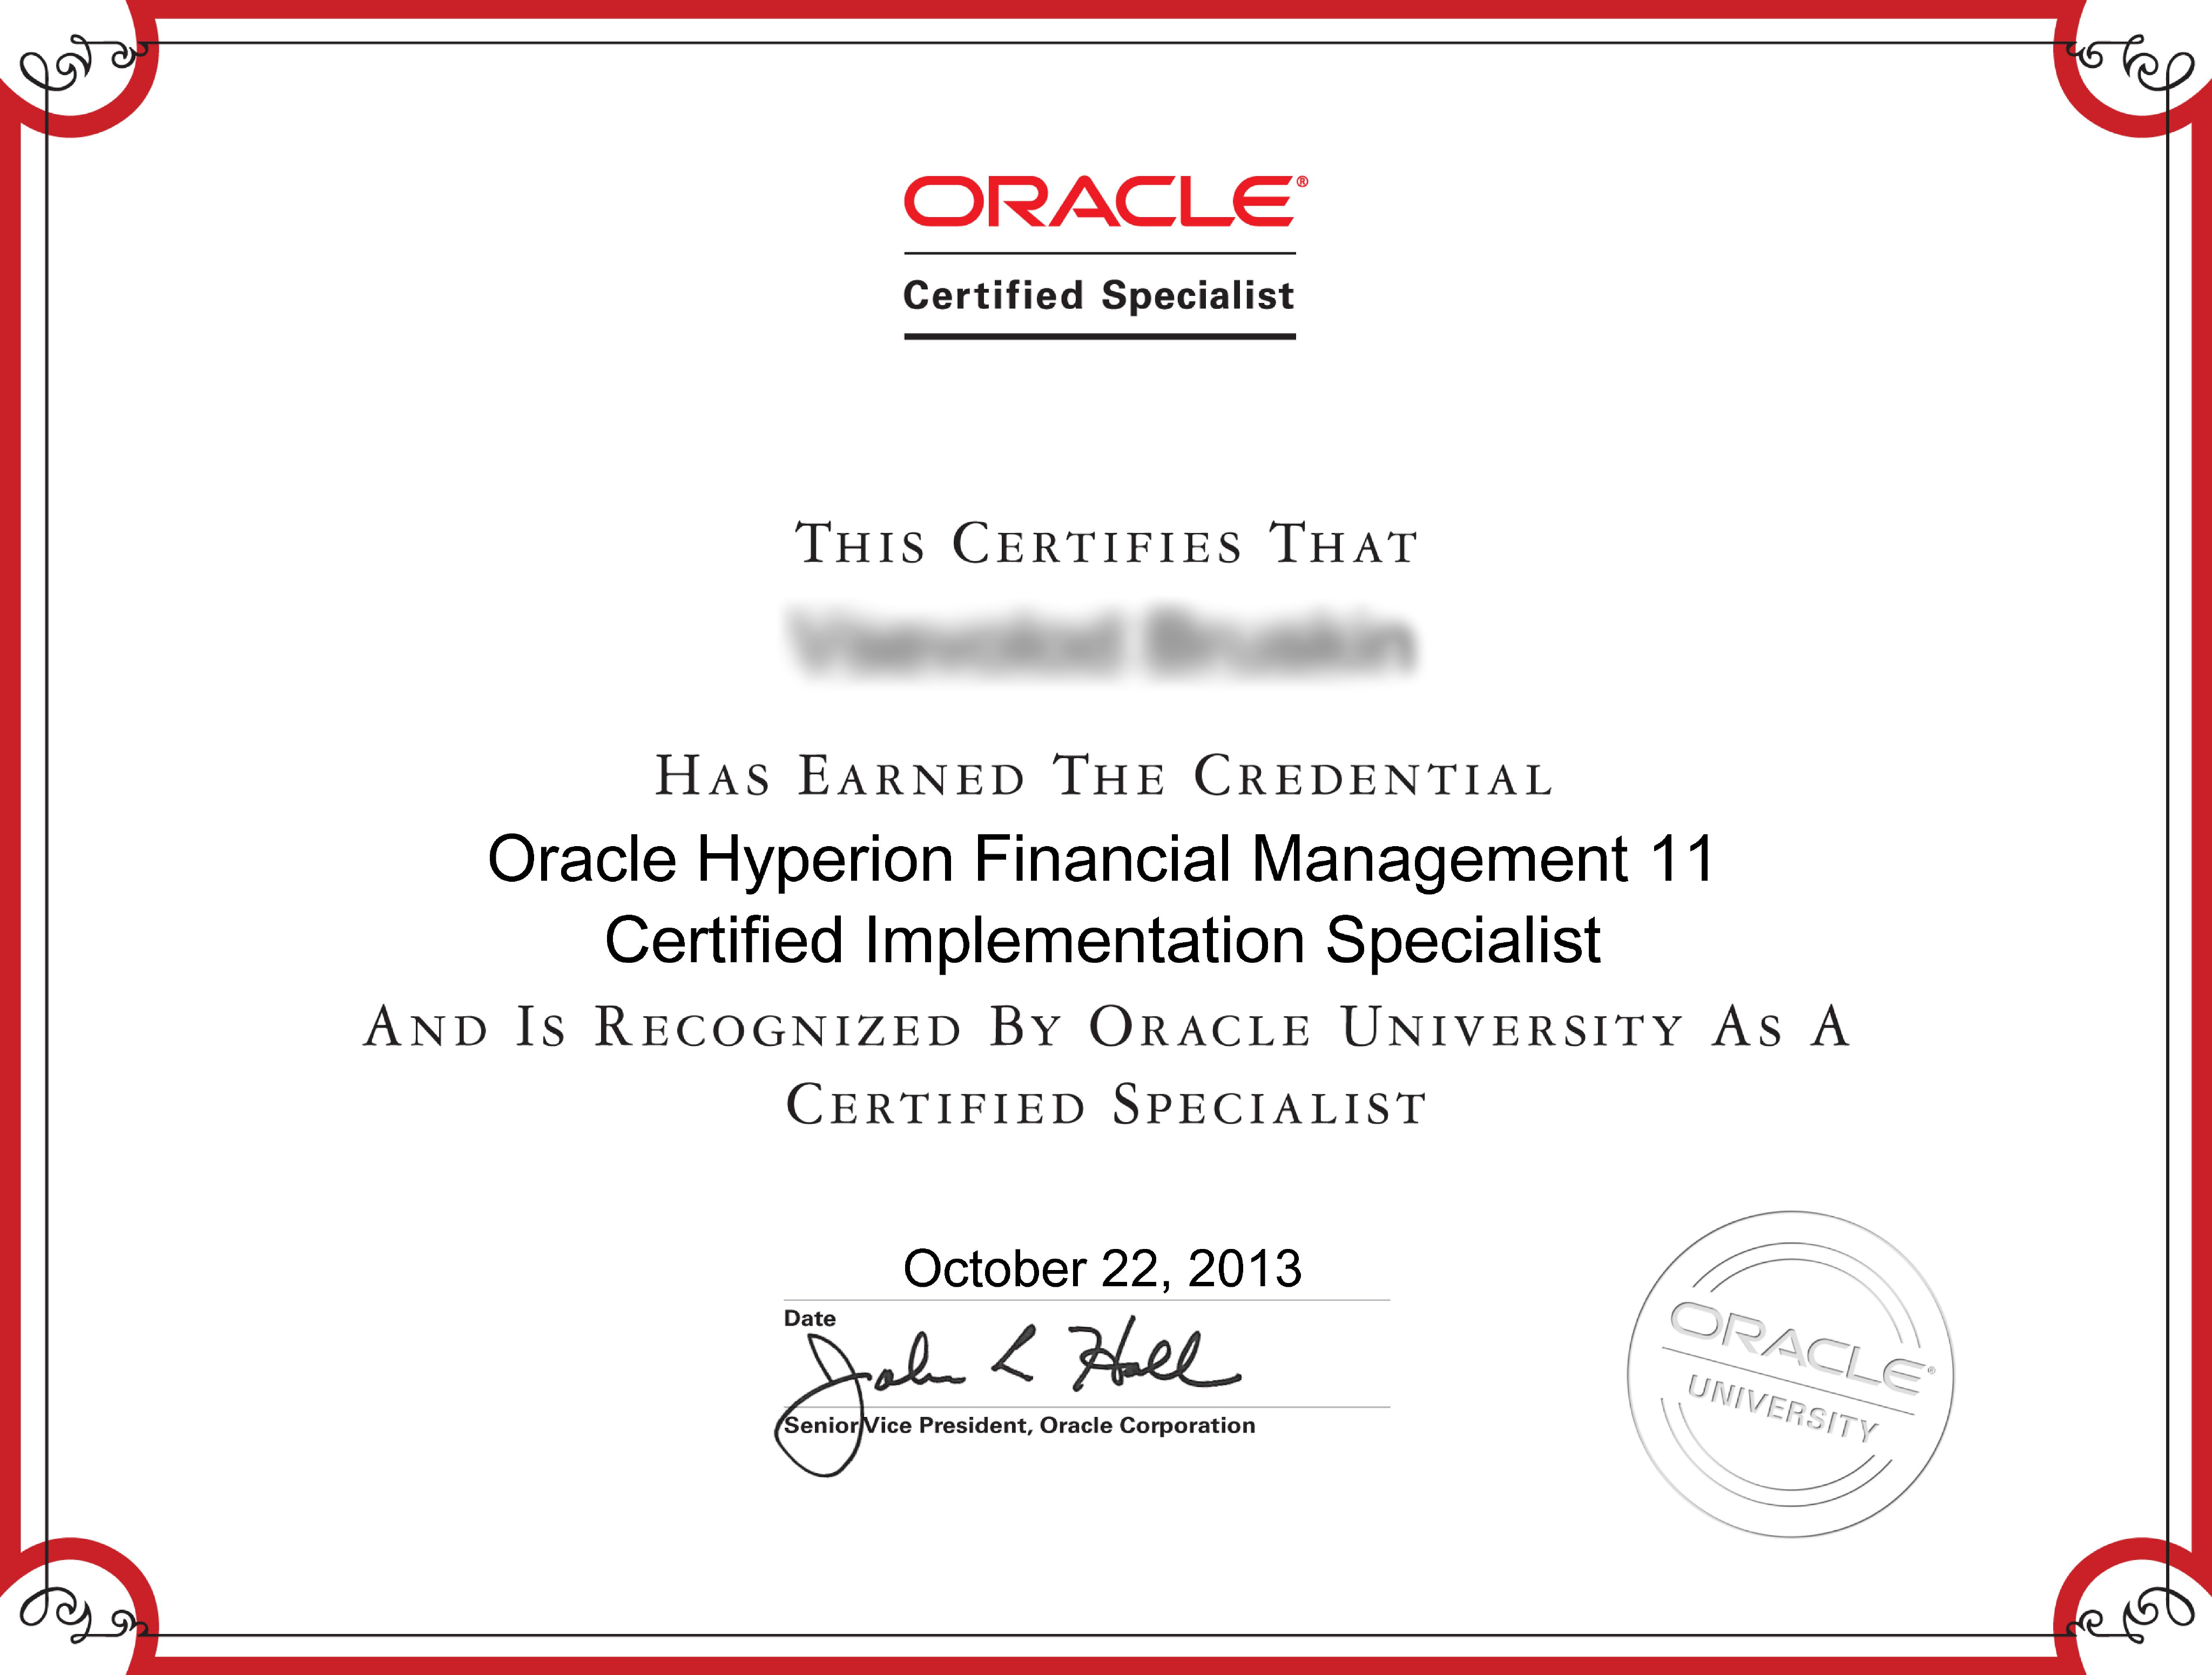 ORACLE®
Certified Specialist
THIS CERTIFIES THAT
HAS EARNED THE CREDENTIAL
Oracle Hyperion Financial Management 11
Certified Implementation Specialist
AND IS RECOGNIZED BY ORACLE UNIVERSITY AS A
CERTIFIED SPECIALIST
October 22, 2013
Date
John L Hall
Senior Vice President, Oracle Corporation
ORACLE®
UNIVERSITY